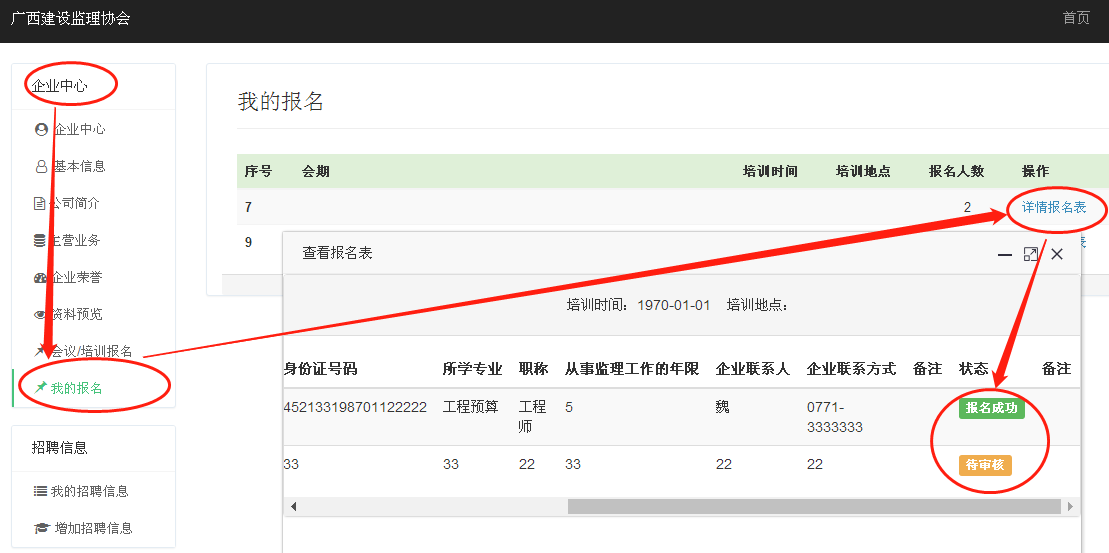 广西建设监理协会 首页
企业中心
企业中心
基本信息
公司简介
主营业务
企业荣誉
资料预览
会议/培训报名
我的报名
招聘信息
我的招聘信息
增加招聘信息
我的报名
序号 会期 培训时间 培训地点 报名人数 操作
7 2 详情报名表
9 表
查看报名表
培训时间：1970-01-01 培训地点：
身份证号码 所学专业 职称 从事监理工作的年限 企业联系人 企业联系方式 备注 状态 备注
452133198701122222 工程预算 工程 5 魏 0771- 报名成功
师 3333333
33 33 22 33 22 22 待审核